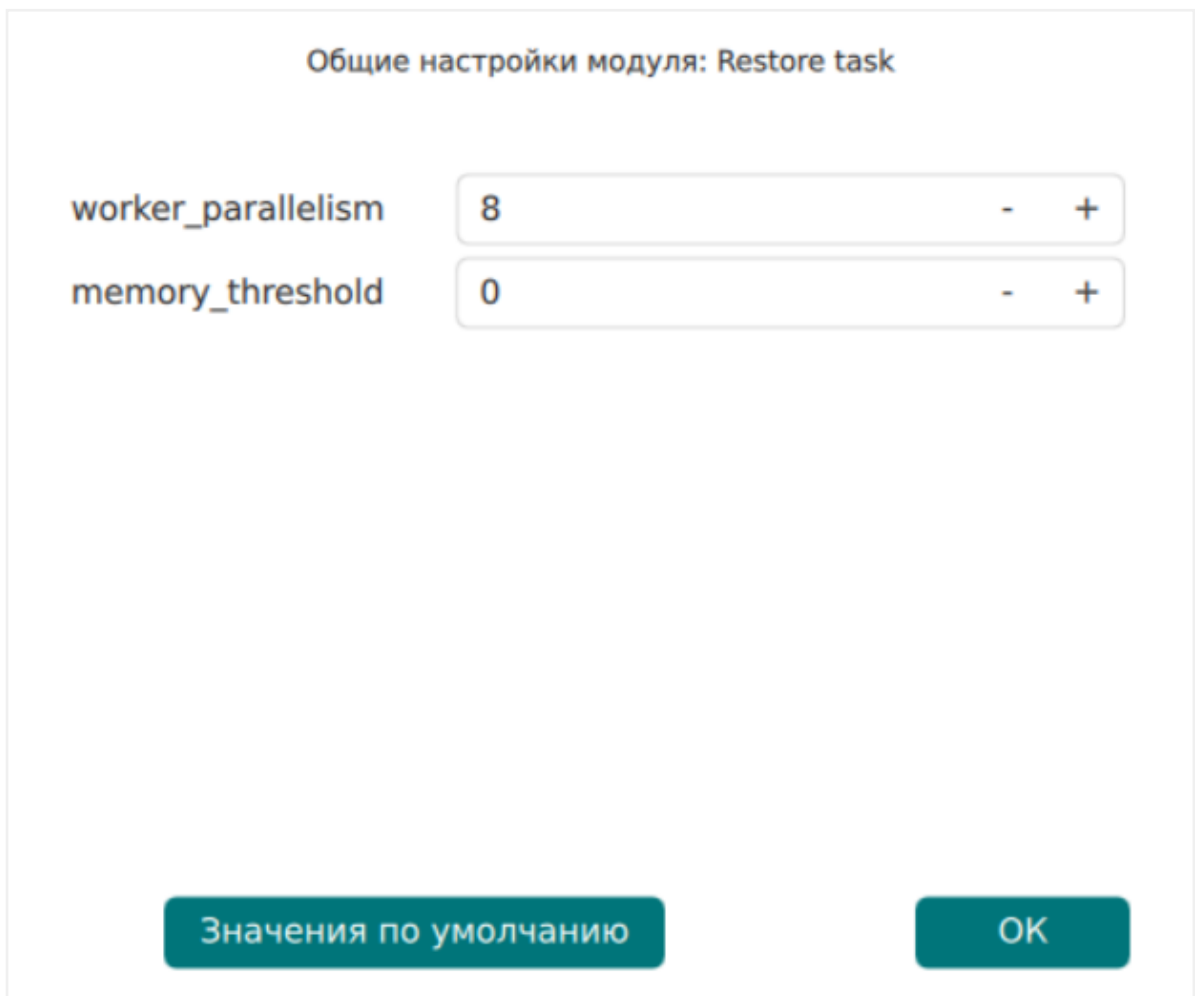 Общие настройки модуля: Restore task
worker_parallelism 8 - +
memory_threshold 0 - +
Значения по умолчанию OK